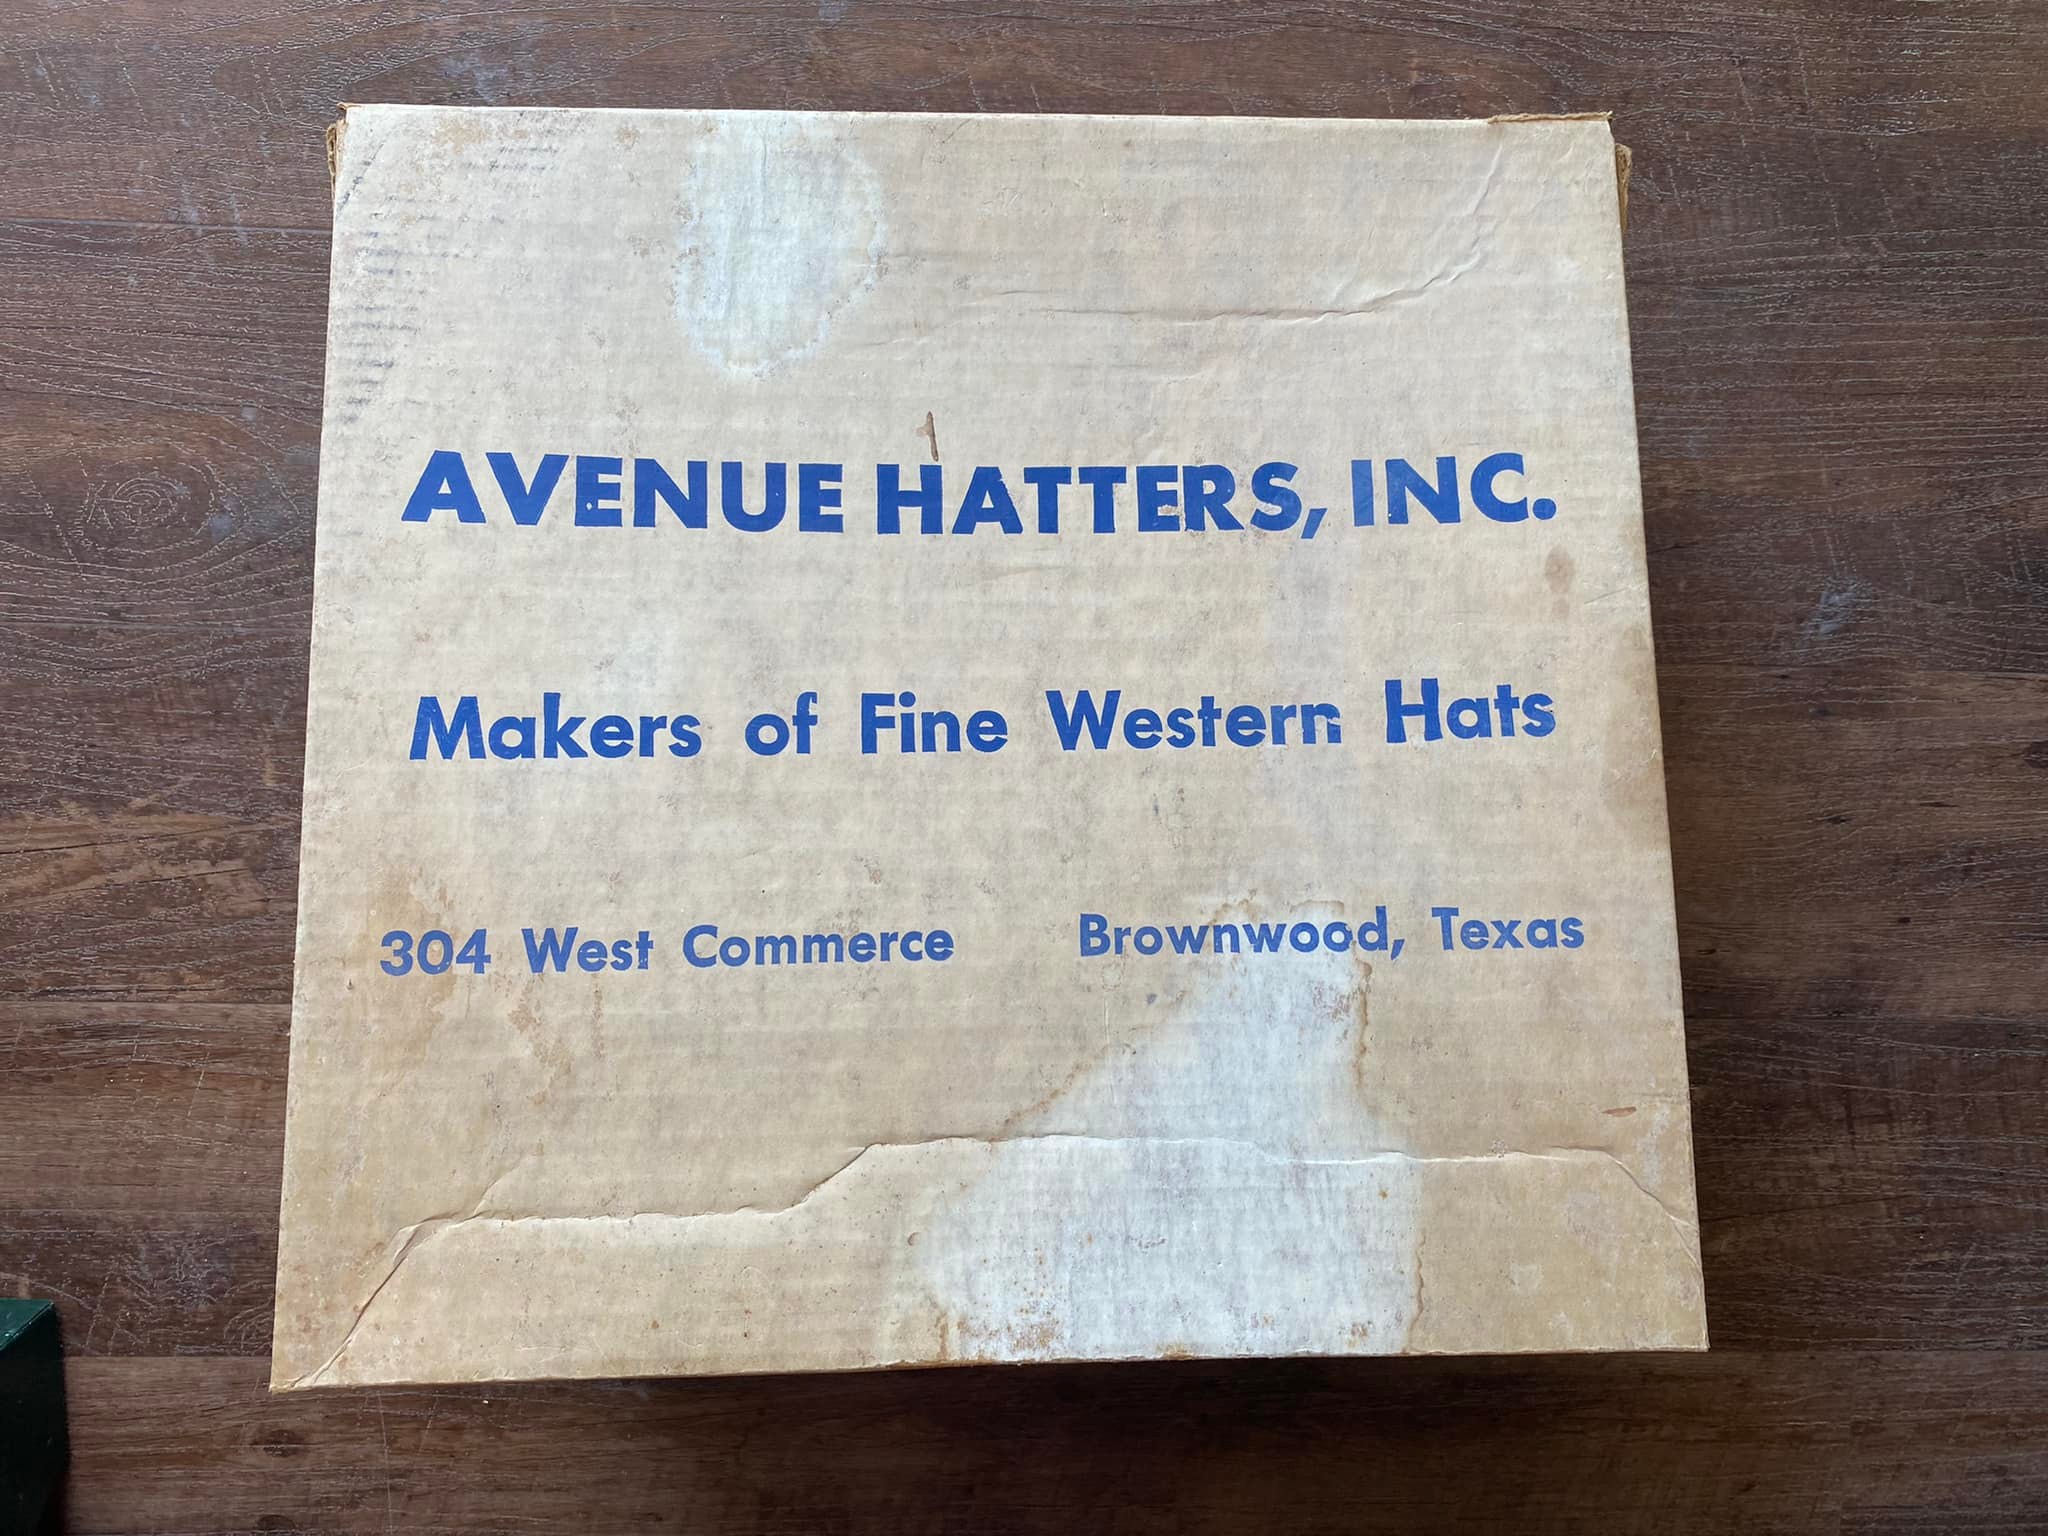 AVENUE HATTERS, INC.
Makers of Fine Western Hats
304 West Commerce Brownwood, Texas